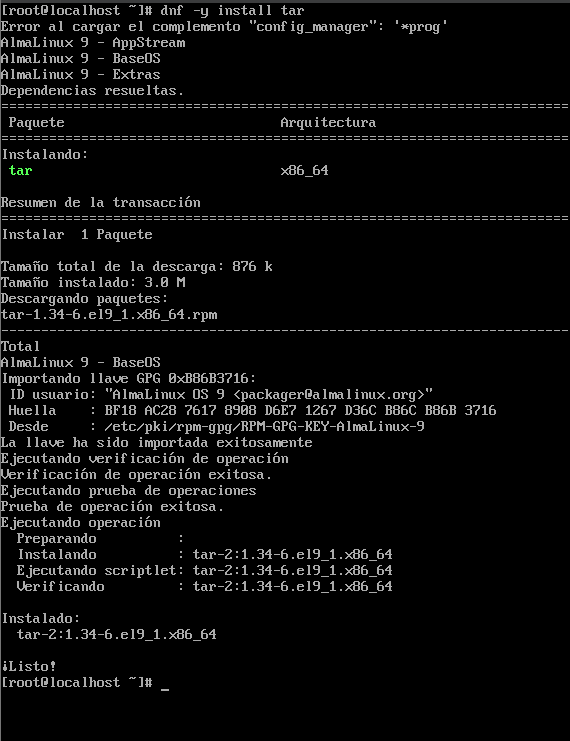 [root@localhost ~]# dnf -y install tar
Error al cargar el complemento "config_manager": '*prog'
AlmaLinux 9 - AppStream
AlmaLinux 9 - BaseOS
AlmaLinux 9 - Extras
Dependencias resueltas.
================================================================================
Paquete Arquitectura
================================================================================
Instalando:
tar x86_64
Resumen de la transacción
================================================================================
Instalar 1 Paquete
Tamaño total de la descarga: 876 k
Tamaño instalado: 3.0 M
Descargando paquetes:
tar-1.34-6.el9_1.x86_64.rpm
--------------------------------------------------------------------------------
Total
AlmaLinux 9 - BaseOS
Importando llave GPG 0xB86B3716:
ID usuario: "AlmaLinux OS 9 <packager@almalinux.org>"
Huella : BF18 AC28 7617 8908 D6E7 1267 D36C B86C B86B 3716
Desde : /etc/pki/rpm-gpg/RPM-GPG-KEY-AlmaLinux-9
La llave ha sido importada exitosamente
Ejecutando verificación de operación
Verificación de operación exitosa.
Ejecutando prueba de operaciones
Prueba de operación exitosa.
Ejecutando operación
Preparando :
Instalando : tar-2:1.34-6.el9_1.x86_64
Ejecutando scriptlet: tar-2:1.34-6.el9_1.x86_64
Verificando : tar-2:1.34-6.el9_1.x86_64
Instalado:
tar-2:1.34-6.el9_1.x86_64
¡Listo!
[root@localhost ~]# _